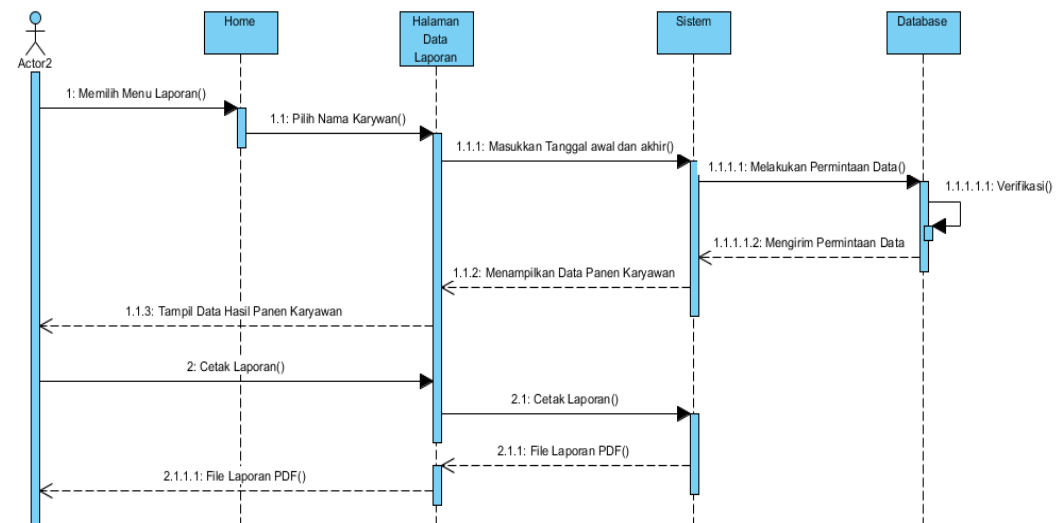 Home
Halaman
Data
Laporan
Sistem
Database
Actor2
1: Memilih Menu Laporan()
1.1: Pilih Nama Karywan()
1.1.1: Masukkan Tanggal awal dan akhir()
1.1.1.1: Melakukan Permintaan Data()
1.1.1.1.1: Verifikasi()
1.1.1.1.2: Mengirim Permintaan Data
1.1.2: Menampilkan Data Panen Karyawan
1.1.3: Tampil Data Hasil Panen Karyawan
2: Cetak Laporan()
2.1: Cetak Laporan()
2.1.1: File Laporan PDF()
2.1.1.1: File Laporan PDF()